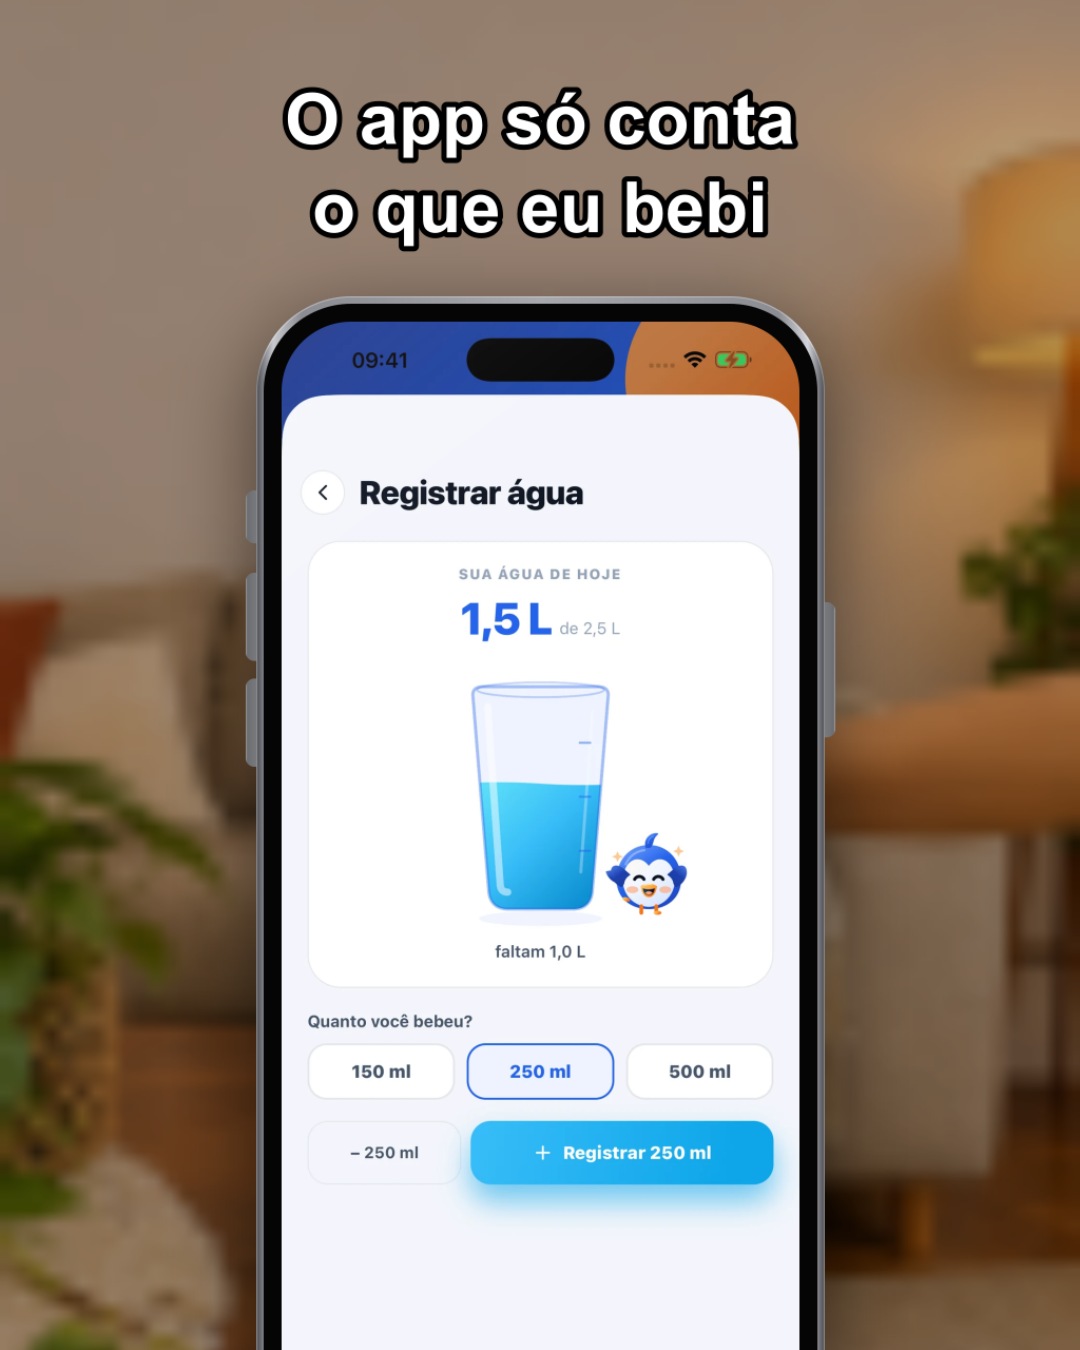 O app só conta
o que eu bebi
09:41
Registrar água
SUA ÁGUA DE HOJE
1,5 L de 2,5 L
faltam 1,0 L
Quanto você bebeu?
150 ml
250 ml
500 ml
– 250 ml
+ Registrar 250 ml